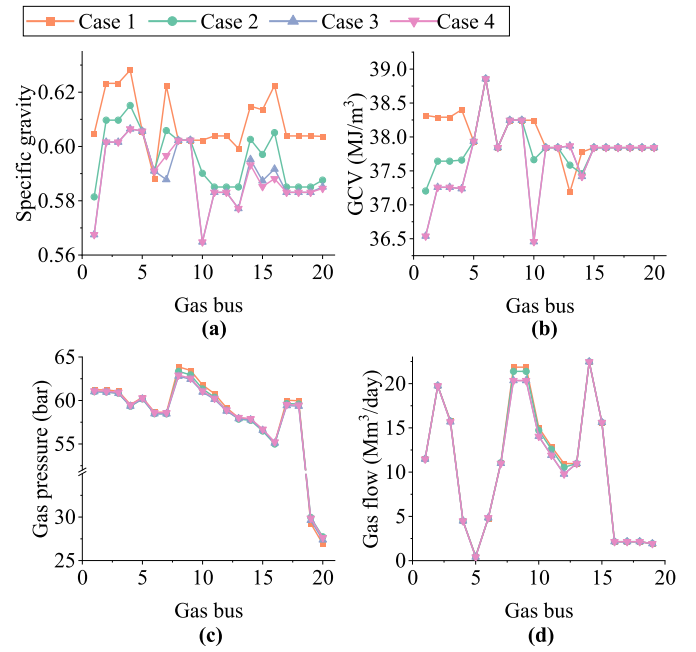 Case 1 Case 2 Case 3 Case 4
Specific gravity
0.62
0.60
0.58
0.56
0 5 10 15 20
Gas bus
(a)
GCV (MJ/m³)
39.0
38.5
38.0
37.5
37.0
36.5
0 5 10 15 20
Gas bus
(b)
Gas pressure (bar)
65
60
55
30
25
0 5 10 15 20
Gas bus
(c)
Gas flow (Mm³/day)
20
15
10
5
0
0 5 10 15 20
Gas bus
(d)